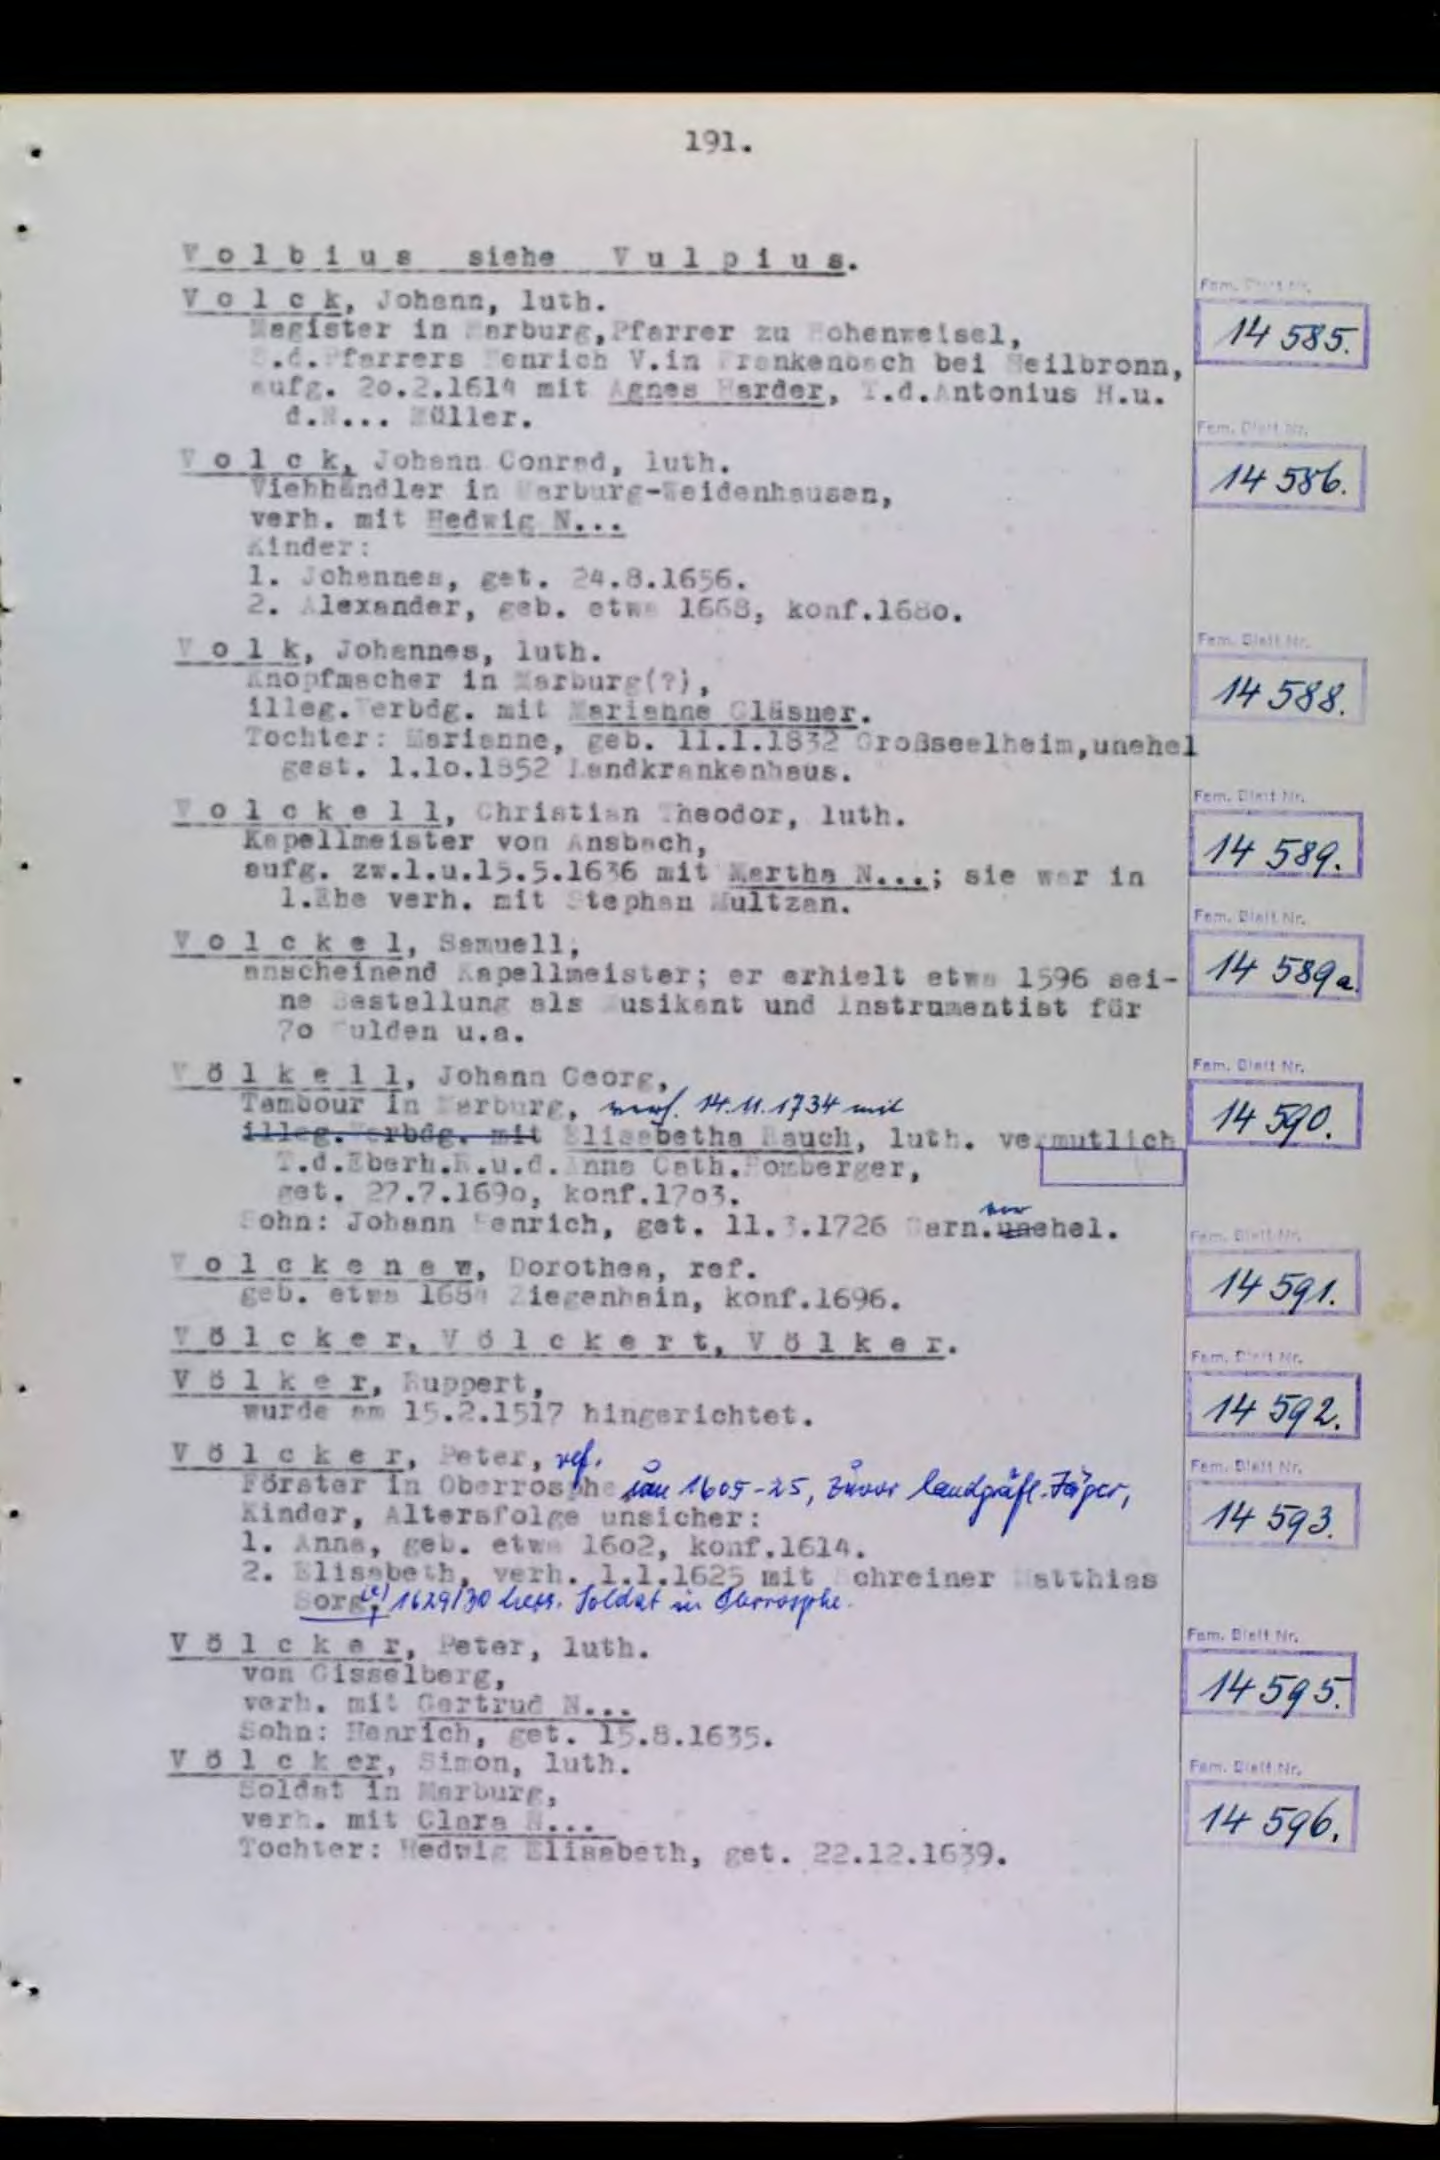 191.
Volbius siehe Vulpius.
Fam. Blatt Nr.
Volck, Johann, luth.
14 585.
Magister in Marburg, Pfarrer zu Hohenweisel,
S.d.Pfarrers Henrich V.in Frankenbach bei Heilbronn,
aufg. 20.2.1614 mit Agnes Harder, T.d.Antonius H.u.
d.N... Müller.
Fam. Blatt Nr.
Volck, Johann Conrad, luth.
14 586.
Viehhändler in Marburg-Weidenhausen,
verh. mit Hedwig N...
Kinder:
1. Johannes, get. 24.8.1656.
2. Alexander, geb. etwa 1668, konf.1680.
Fam. Blatt Nr.
Volk, Johannes, luth.
14 588.
Knopfmacher in Marburg(?),
illeg.Verbdg. mit Marianne Gläsner.
Tochter: Marianne, geb. 11.1.1832 Großseelheim,unehel
gest. 1.10.1852 Landkrankenhaus.
Fam. Blatt Nr.
Volckell, Christian Theodor, luth.
14 589.
Kapellmeister von Ansbach,
aufg. zw.1.u.15.5.1636 mit Martha N...; sie war in
1.Ehe verh. mit Stephan Multzan.
Fam. Blatt Nr.
Volckel, Samuell,
14 589a
anscheinend Kapellmeister; er erhielt etwa 1596 sei-
ne Bestellung als Musikant und Instrumentist für
70 Gulden u.a.
Fam. Blatt Nr.
Völkell, Johann Georg,
14 590.
Tambour in Marburg, verh. 14.11.1734 mit
illeg.Verbdg. mit Elisabetha Rauch, luth. vermutlich
T.d.Eberh.R.u.d.Anna Cath.Homberger,
get. 27.7.1690, konf.1703.
vor
Sohn: Johann Henrich, get. 11.3.1726 Garn.unehel.
Fam. Blatt Nr.
Volckenaw, Dorothea, ref.
14 591.
geb. etwa 1684 Ziegenhain, konf.1696.
Völcker, Völckert, Völker.
Fam. Blatt Nr.
Völker, Ruppert,
14 592.
wurde am 15.2.1517 hingerichtet.
Fam. Blatt Nr.
Völcker, Peter, ref.
14 593.
Förster in Oberrosphe um 1605-25, zuvor landgräfl. Jäger,
Kinder, Altersfolge unsicher:
1. Anna, geb. etwa 1602, konf.1614.
2. Elisabeth, verh. 1.1.1625 mit Schreiner Matthias
Sorg(e), 1629/30 hess. Soldat in Oberrosphe.
Fam. Blatt Nr.
Völcker, Peter, luth.
14 595.
von Gisselberg,
verh. mit Gertrud N...
Sohn: Henrich, get. 15.8.1635.
Fam. Blatt Nr.
Völcker, Simon, luth.
14 596.
Soldat in Marburg,
verh. mit Clara N...
Tochter: Hedwig Elisabeth, get. 22.12.1639.